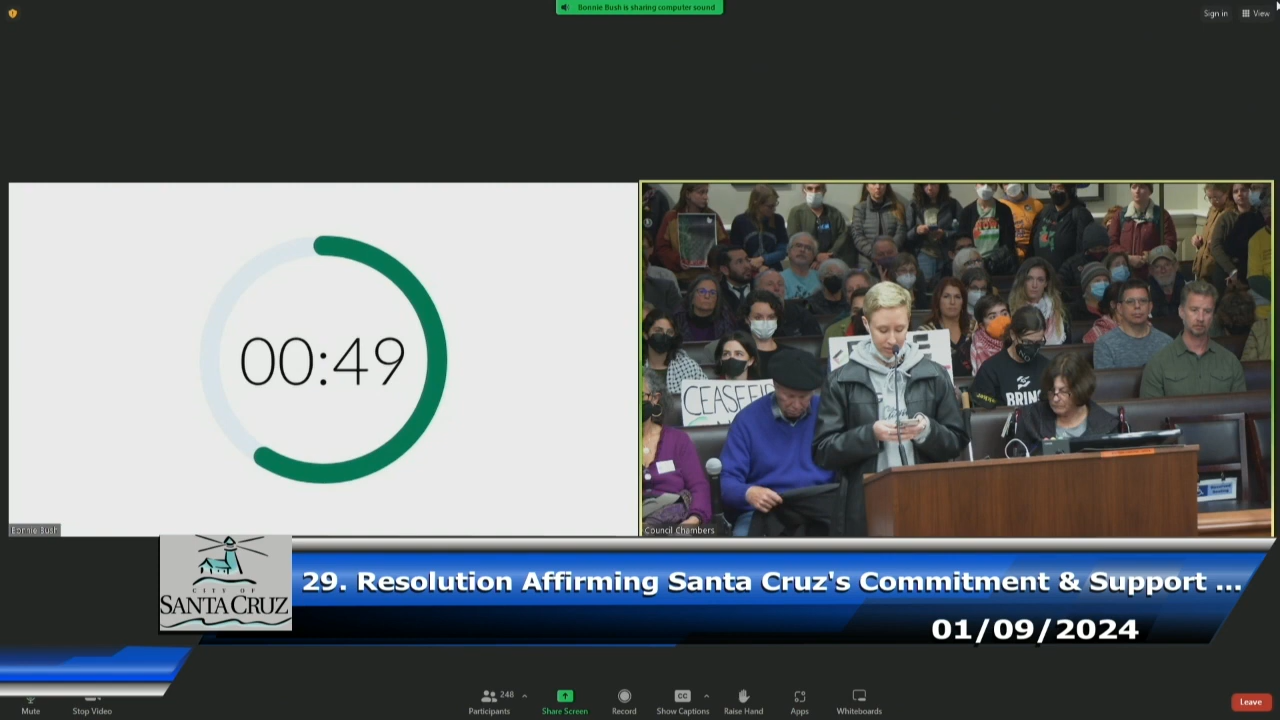 Bonnie Bush is sharing computer sound
Sign in
View
00:49
CEASEFI
BRING
Bonnie Bush
Council Chambers
CITY OF
SANTA CRUZ
29. Resolution Affirming Santa Cruz's Commitment & Support ...
01/09/2024
Mute
Stop Video
Participants
248
Share Screen
CC
Show Captions
Record
Raise Hand
Apps
Whiteboards
Leave